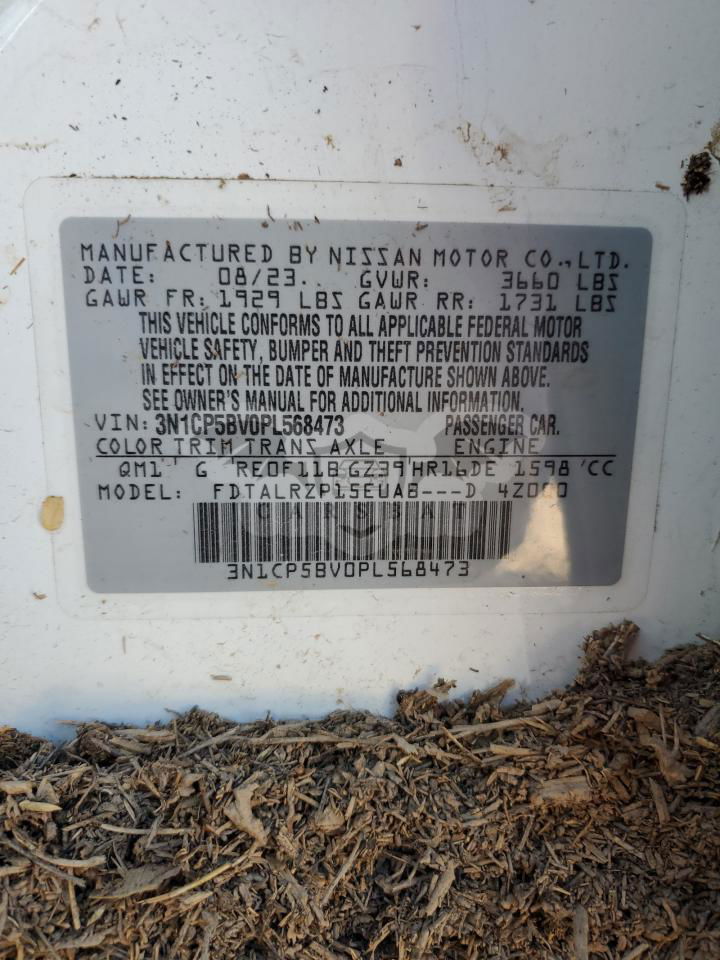 MANUFACTURED BY NISSAN MOTOR CO., LTD.
DATE: 08/23. GVWR: 3660 LBS
GAWR FR: 1929 LBS GAWR RR: 1731 LBS
THIS VEHICLE CONFORMS TO ALL APPLICABLE FEDERAL MOTOR
VEHICLE SAFETY, BUMPER AND THEFT PREVENTION STANDARDS
IN EFFECT ON THE DATE OF MANUFACTURE SHOWN ABOVE.
SEE OWNER'S MANUAL FOR ADDITIONAL INFORMATION.
VIN: 3N1CP5BV0PL568473 PASSENGER CAR.
COLOR TRIM TRANS AXLE ENGINE
QM1 G RE0F11B GZ39 HR16DE 1598 CC
MODEL: FDTALRZP15EUAB---D
3N1CP5BV0PL568473